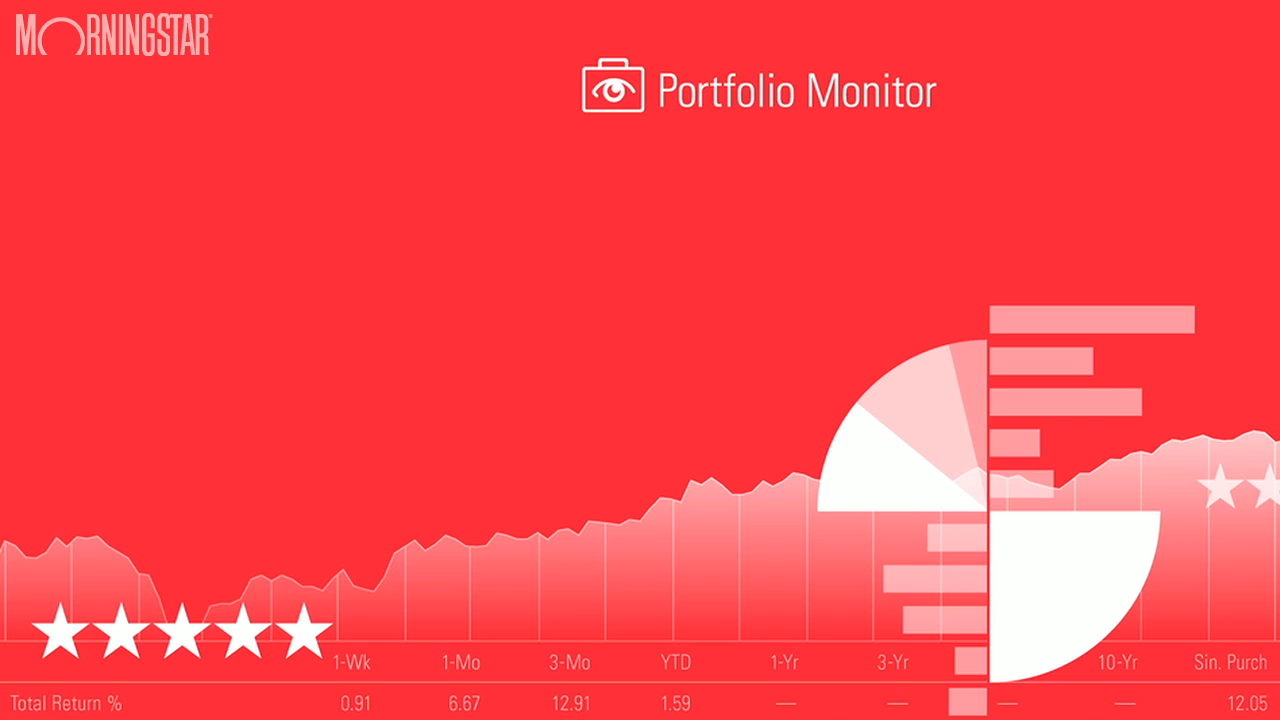 MORNINGSTAR
Portfolio Monitor
1-Wk 1-Mo 3-Mo YTD 1-Yr 3-Yr 10-Yr Sin. Purch
Total Return % 0.91 6.67 12.91 1.59 — — — — 12.05